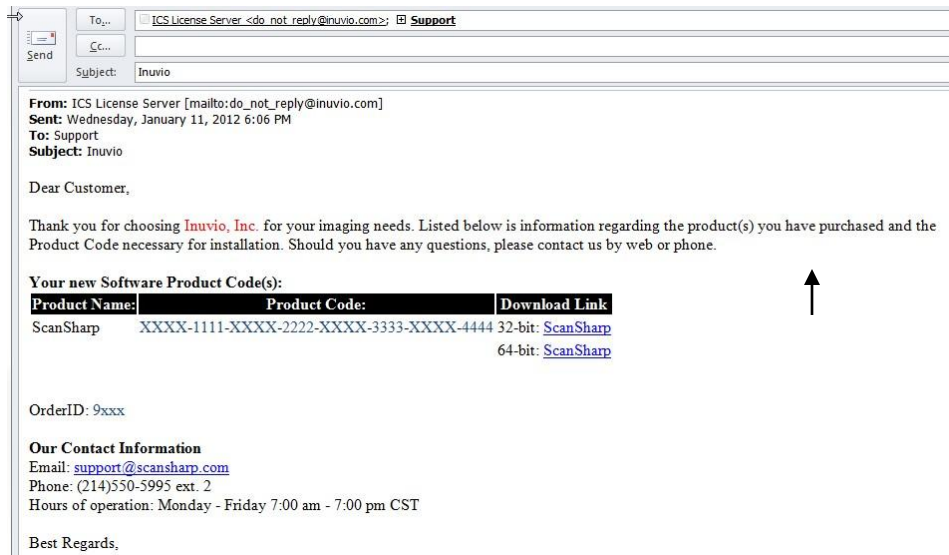 To... ICS License Server <do_not_reply@inuvio.com>; Support
Send
Cc...
Subject: Inuvio
From: ICS License Server [mailto:do_not_reply@inuvio.com]
Sent: Wednesday, January 11, 2012 6:06 PM
To: Support
Subject: Inuvio
Dear Customer,
Thank you for choosing Inuvio, Inc. for your imaging needs. Listed below is information regarding the product(s) you have purchased and the
Product Code necessary for installation. Should you have any questions, please contact us by web or phone.
Your new Software Product Code(s):
Product Name: Product Code: Download Link
ScanSharp XXXX-1111-XXXX-2222-XXXX-3333-XXXX-4444 32-bit: ScanSharp
64-bit: ScanSharp
OrderID: 9xxx
Our Contact Information
Email: support@scansharp.com
Phone: (214)550-5995 ext. 2
Hours of operation: Monday - Friday 7:00 am - 7:00 pm CST
Best Regards,